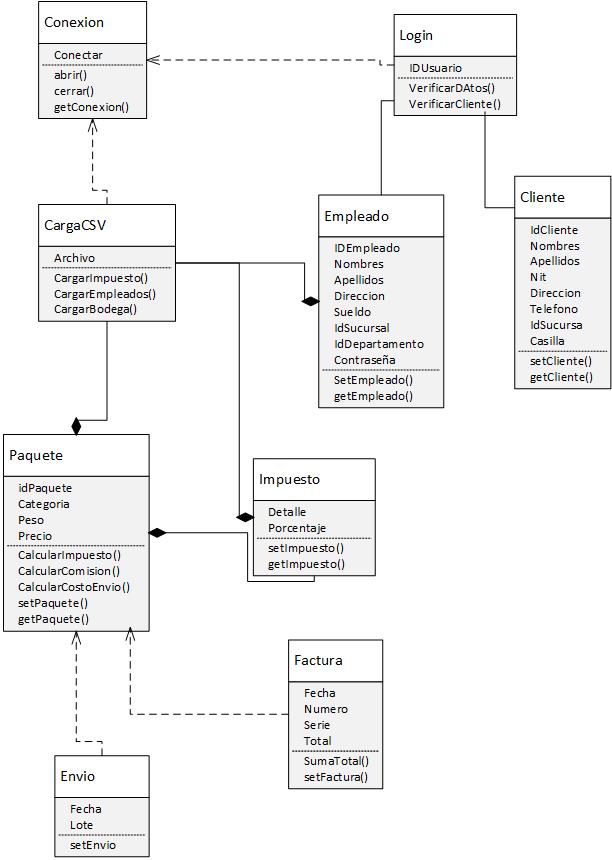 Conexion
Conectar
abrir()
cerrar()
getConexion()
Login
IDUsuario
VerificarDAtos()
VerificarCliente()
CargaCSV
Archivo
CargarImpuesto()
CargarEmpleados()
CargarBodega()
Empleado
IDEmpleado
Nombres
Apellidos
Direccion
Sueldo
IdSucursal
IdDepartamento
Contraseña
SetEmpleado()
getEmpleado()
Cliente
IdCliente
Nombres
Apellidos
Nit
Direccion
Telefono
IdSucursa
Casilla
setCliente()
getCliente()
Paquete
idPaquete
Categoria
Peso
Precio
CalcularImpuesto()
CalcularComision()
CalcularCostoEnvio()
setPaquete()
getPaquete()
Impuesto
Detalle
Porcentaje
setImpuesto()
getImpuesto()
Factura
Fecha
Numero
Serie
Total
SumaTotal()
setFactura()
Envio
Fecha
Lote
setEnvio